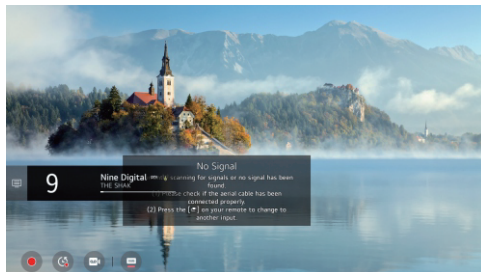 No Signal
scanning for signals or no signal has been
found.
Please check if the aerial cable has been
connected properly.
[2] Press the [ ] on your remote to change to
another input.
9
Nine Digital
THE SHAK